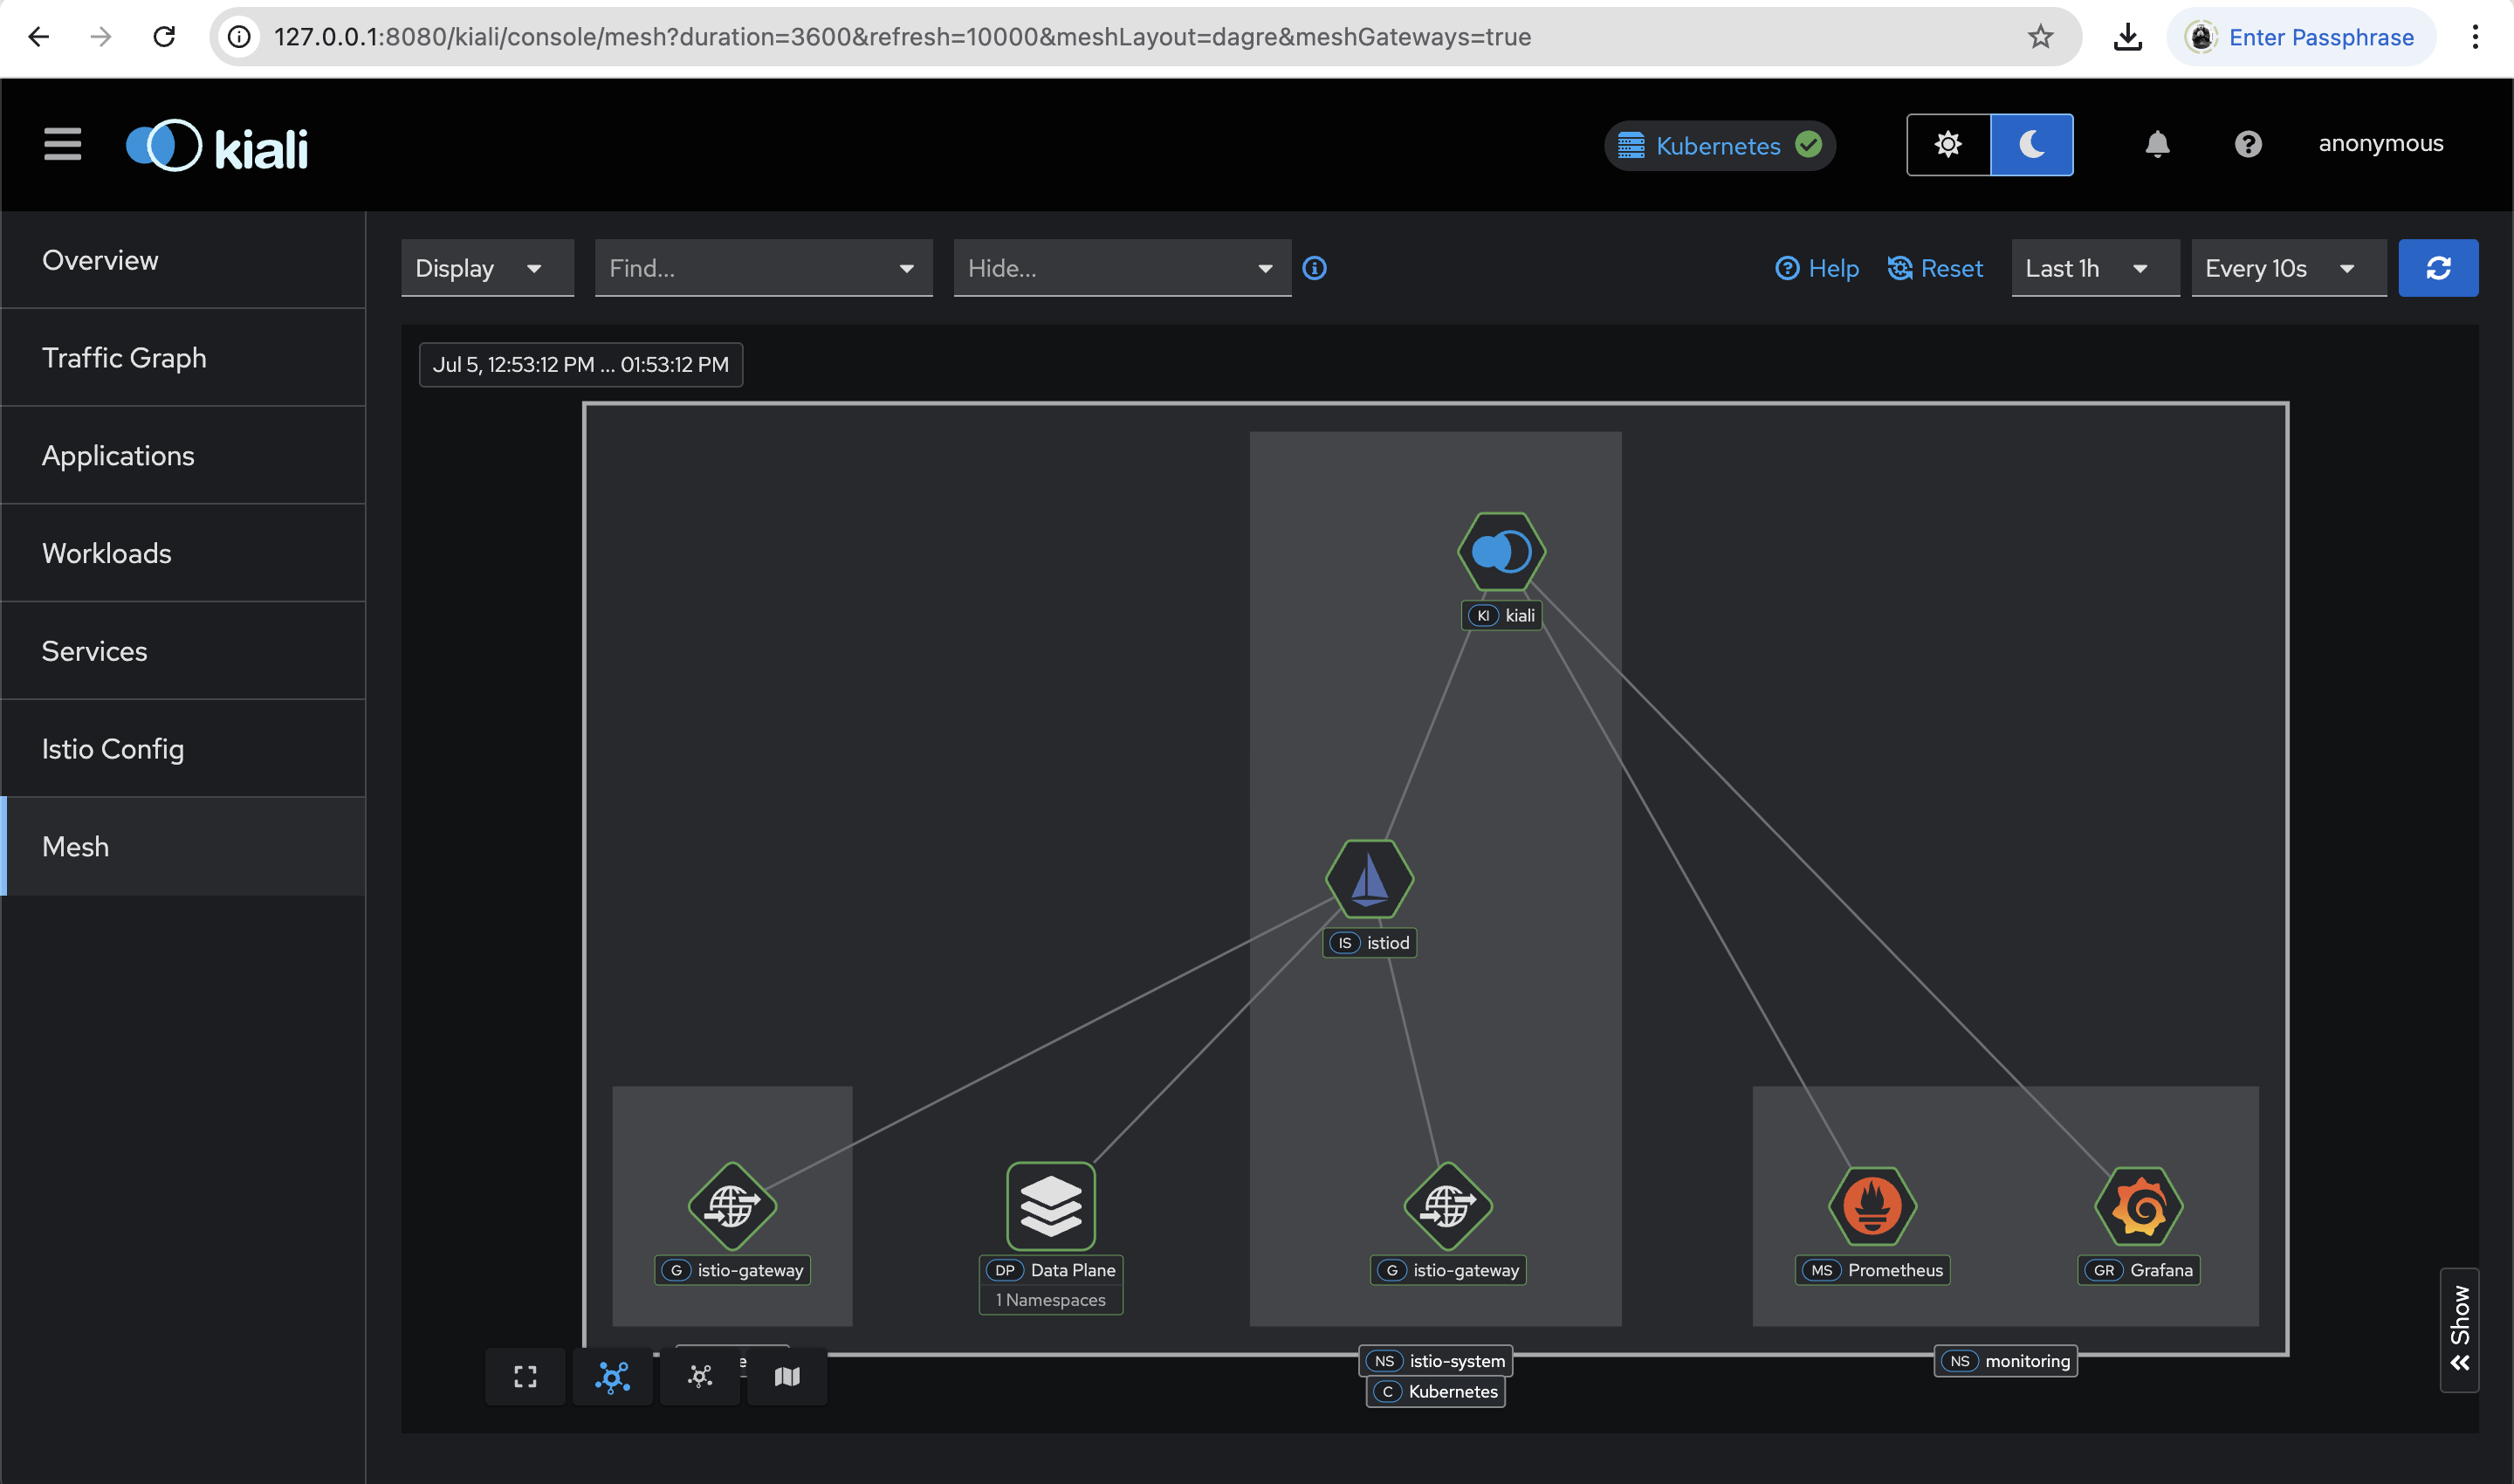 127.0.0.1:8080/kiali/console/mesh?duration=3600&refresh=10000&meshLayout=dagre&meshGateways=true
Enter Passphrase
kiali
Kubernetes
anonymous
Overview
Traffic Graph
Applications
Workloads
Services
Istio Config
Mesh
Display
Find...
Hide...
Help
Reset
Last 1h
Every 10s
Jul 5, 12:53:12 PM ... 01:53:12 PM
KI kiali
IS istiod
G istio-gateway
DP Data Plane
1 Namespaces
G istio-gateway
MS Prometheus
GR Grafana
NS istio-system
C Kubernetes
NS monitoring
Show